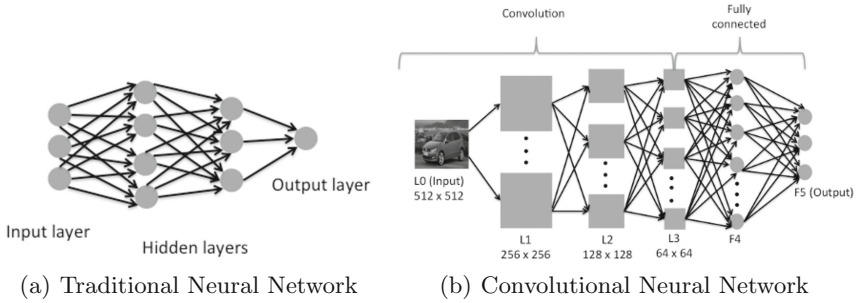 Convolution
Fully
connected
L0 (Input)
512 x 512
L1
256 x 256
L2
128 x 128
L3
64 x 64
F4
F5 (Output)
Input layer
Hidden layers
Output layer
(a) Traditional Neural Network
(b) Convolutional Neural Network